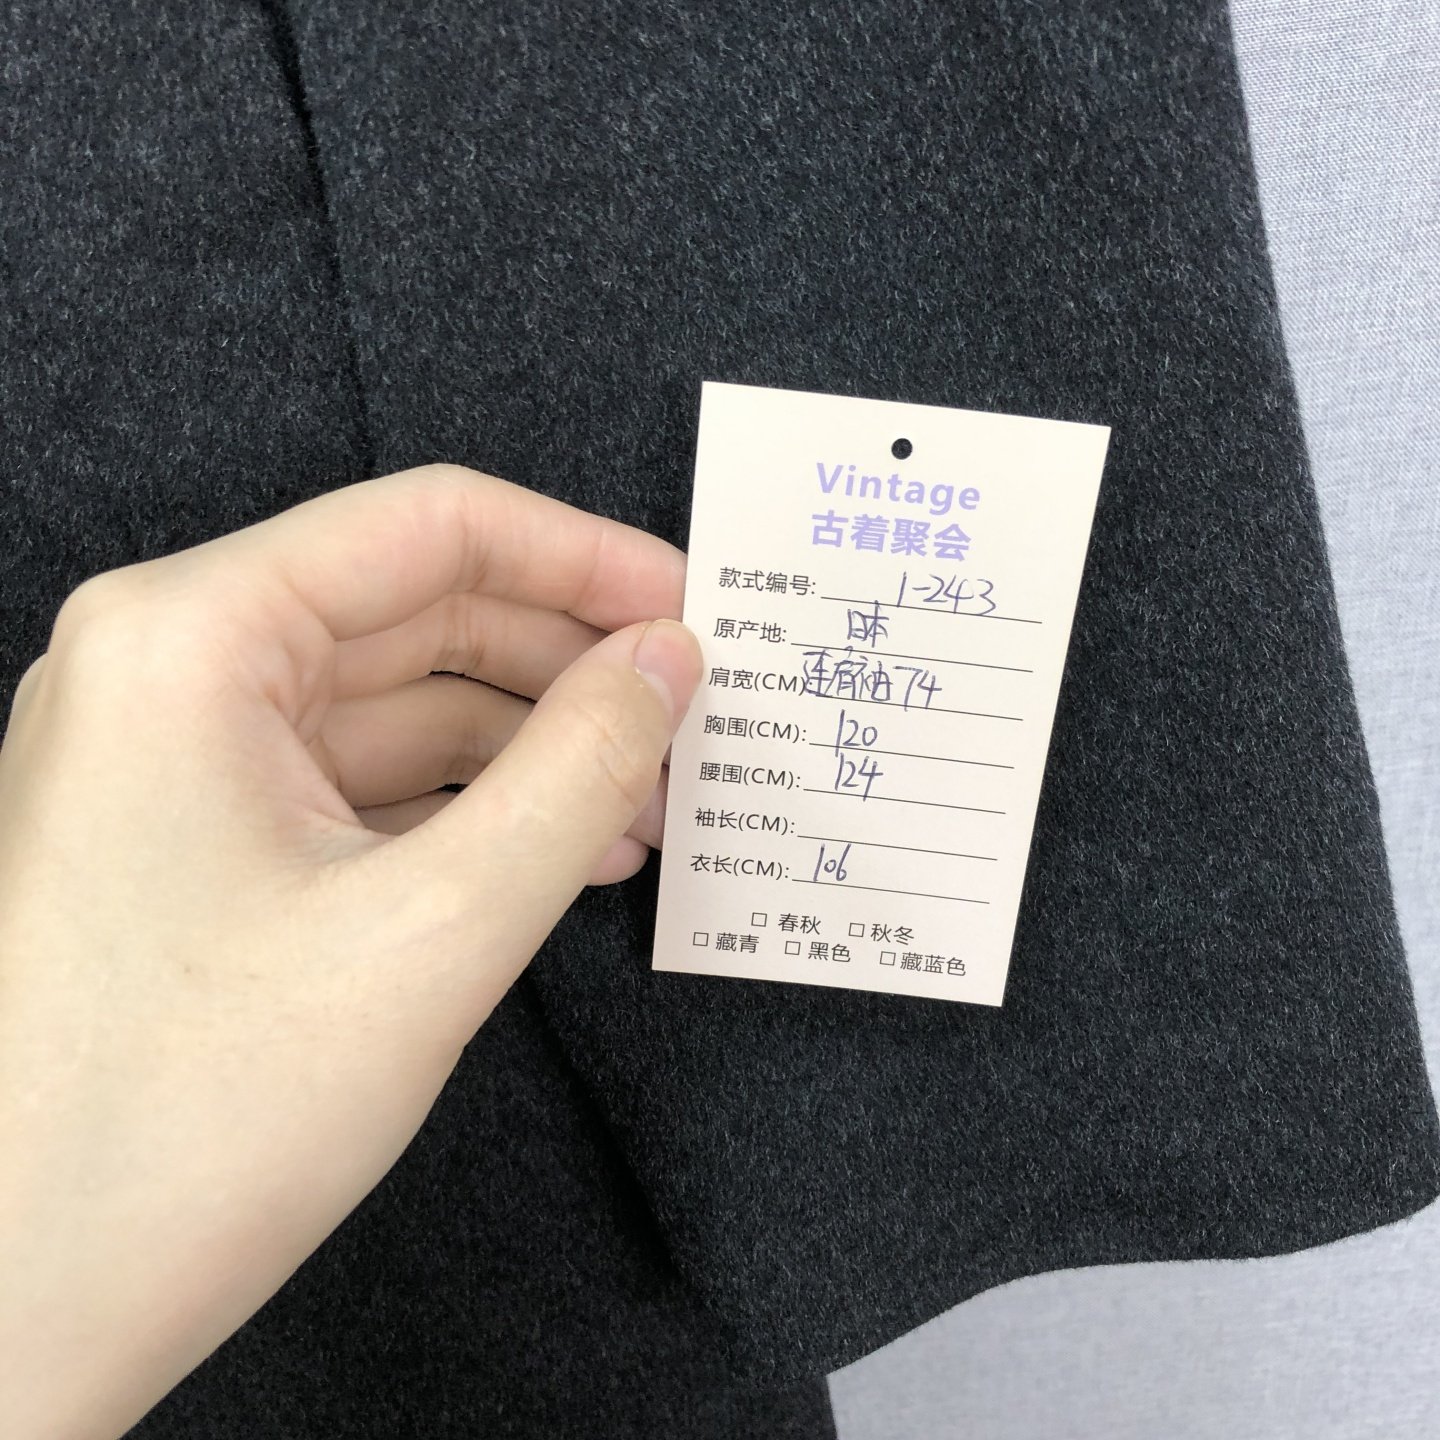 Vintage
古着聚会
款式编号: 1-243
原产地: 日本
肩宽(CM): 连肩袖74
胸围(CM): 120
腰围(CM): 124
袖长(CM):
衣长(CM): 106
□ 春秋 □ 秋冬
□ 藏青 □ 黑色 □ 藏蓝色